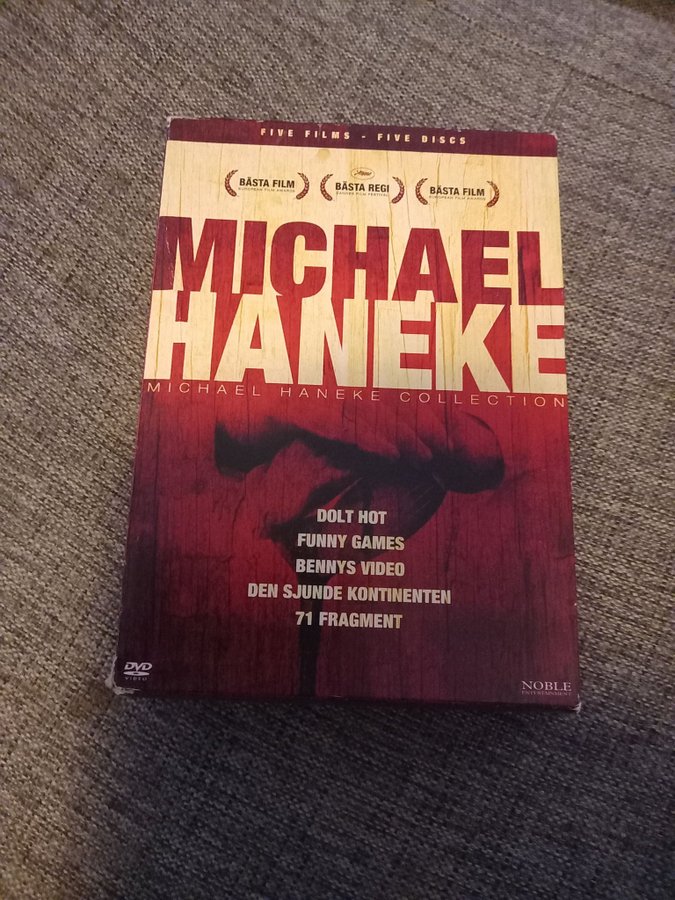 FIVE FILMS - FIVE DISCS
BÄSTA FILM
EUROPEAN FILM AWARDS
BÄSTA REGI
CANNES FILM FESTIVAL
BÄSTA FILM
EUROPEAN FILM AWARDS
MICHAEL
HANEKE
MICHAEL HANEKE COLLECTION
DOLT HOT
FUNNY GAMES
BENNYS VIDEO
DEN SJUNDE KONTINENTEN
71 FRAGMENT
DVD
VIDEO
NOBLE
ENTERTAINMENT